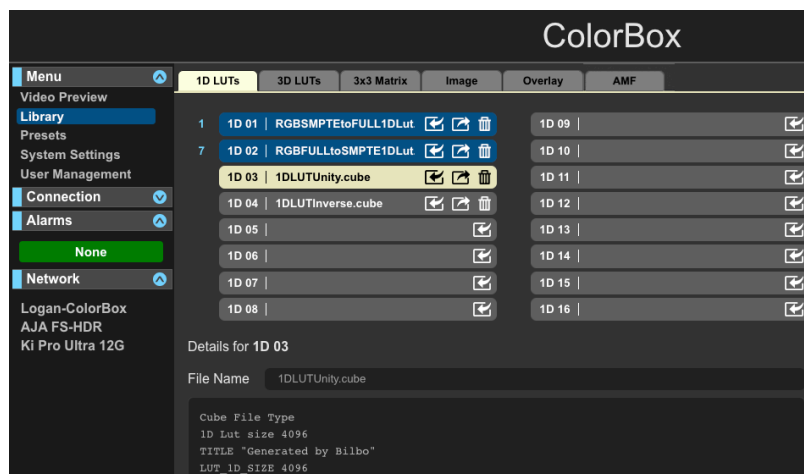 ColorBox
Menu
Video Preview
Library
Presets
System Settings
User Management
Connection
Alarms
None
Network
Logan-ColorBox
AJA FS-HDR
Ki Pro Ultra 12G
1D LUTs 3D LUTs 3x3 Matrix Image Overlay AMF
1 1D 01 | RGBSMPTEtoFULL1DLut. 1D 09 |
7 1D 02 | RGBFULLtoSMPTE1DLut. 1D 10 |
1D 03 | 1DLUTUnity.cube 1D 11 |
1D 04 | 1DLUTInverse.cube 1D 12 |
1D 05 | 1D 13 |
1D 06 | 1D 14 |
1D 07 | 1D 15 |
1D 08 | 1D 16 |
Details for 1D 03
File Name 1DLUTUnity.cube
Cube File Type
1D Lut size 4096
TITLE "Generated by Bilbo"
LUT_1D_SIZE 4096